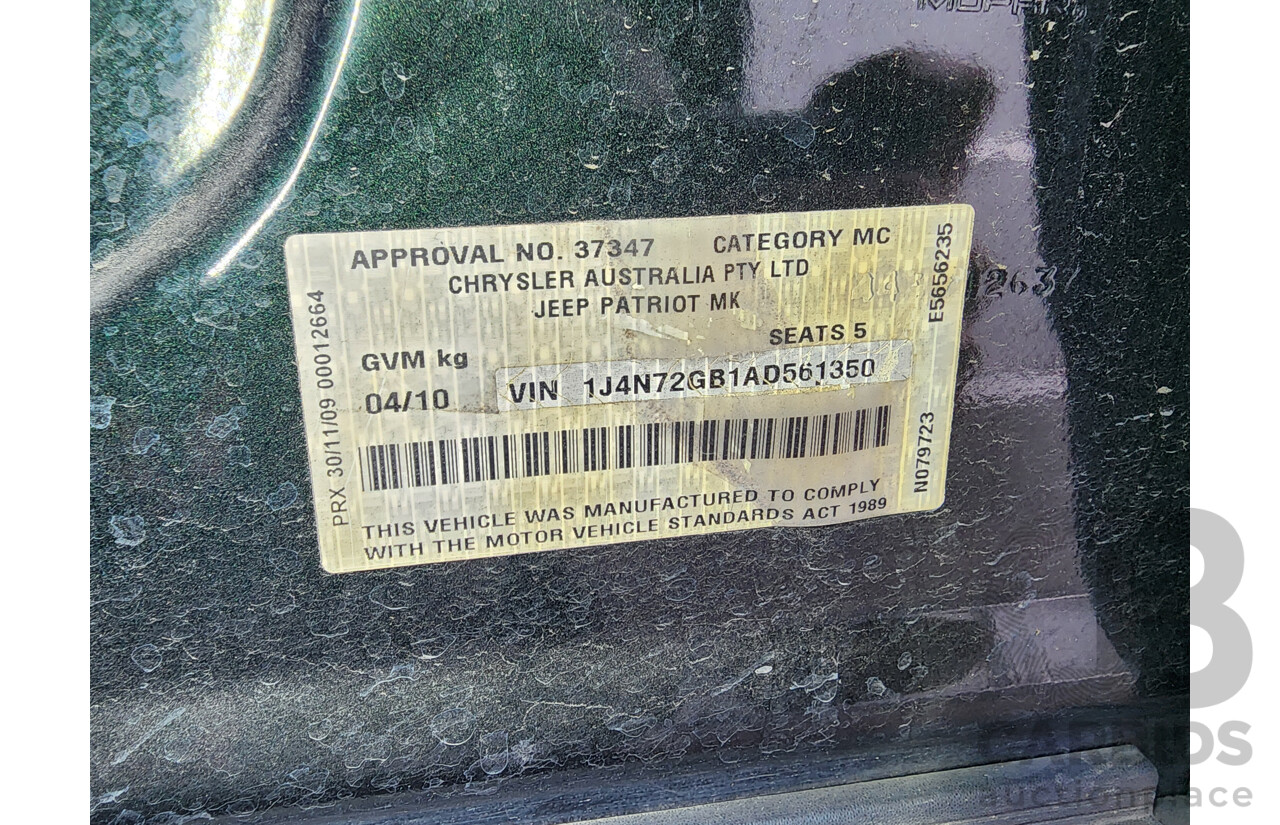 APPROVAL NO. 37347 CATEGORY MC
CHRYSLER AUSTRALIA PTY LTD
JEEP PATRIOT MK
SEATS 5
GVM kg
04/10 VIN 1J4N72GB1AD561350
THIS VEHICLE WAS MANUFACTURED TO COMPLY
WITH THE MOTOR VEHICLE STANDARDS ACT 1989
PRX 30/11/09 00012664
E5656235
N079723